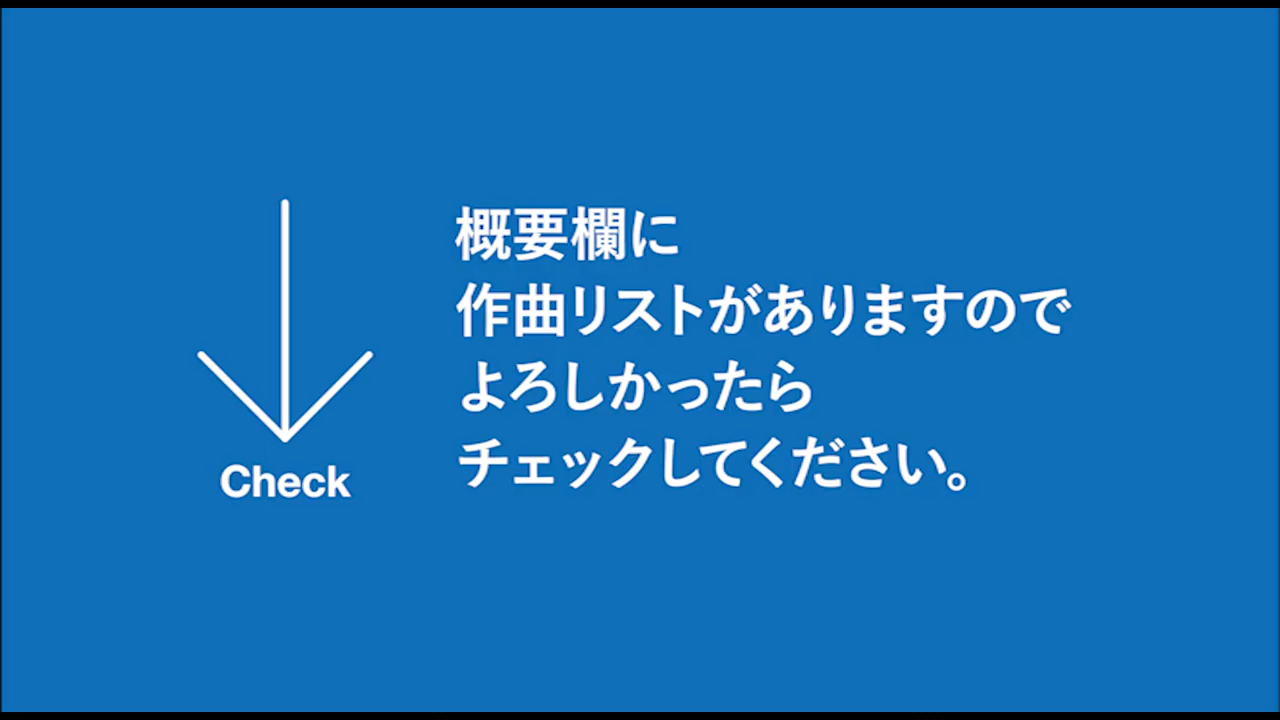 概要欄に
作曲リストがありますので
よろしかったら
チェックしてください。
Check